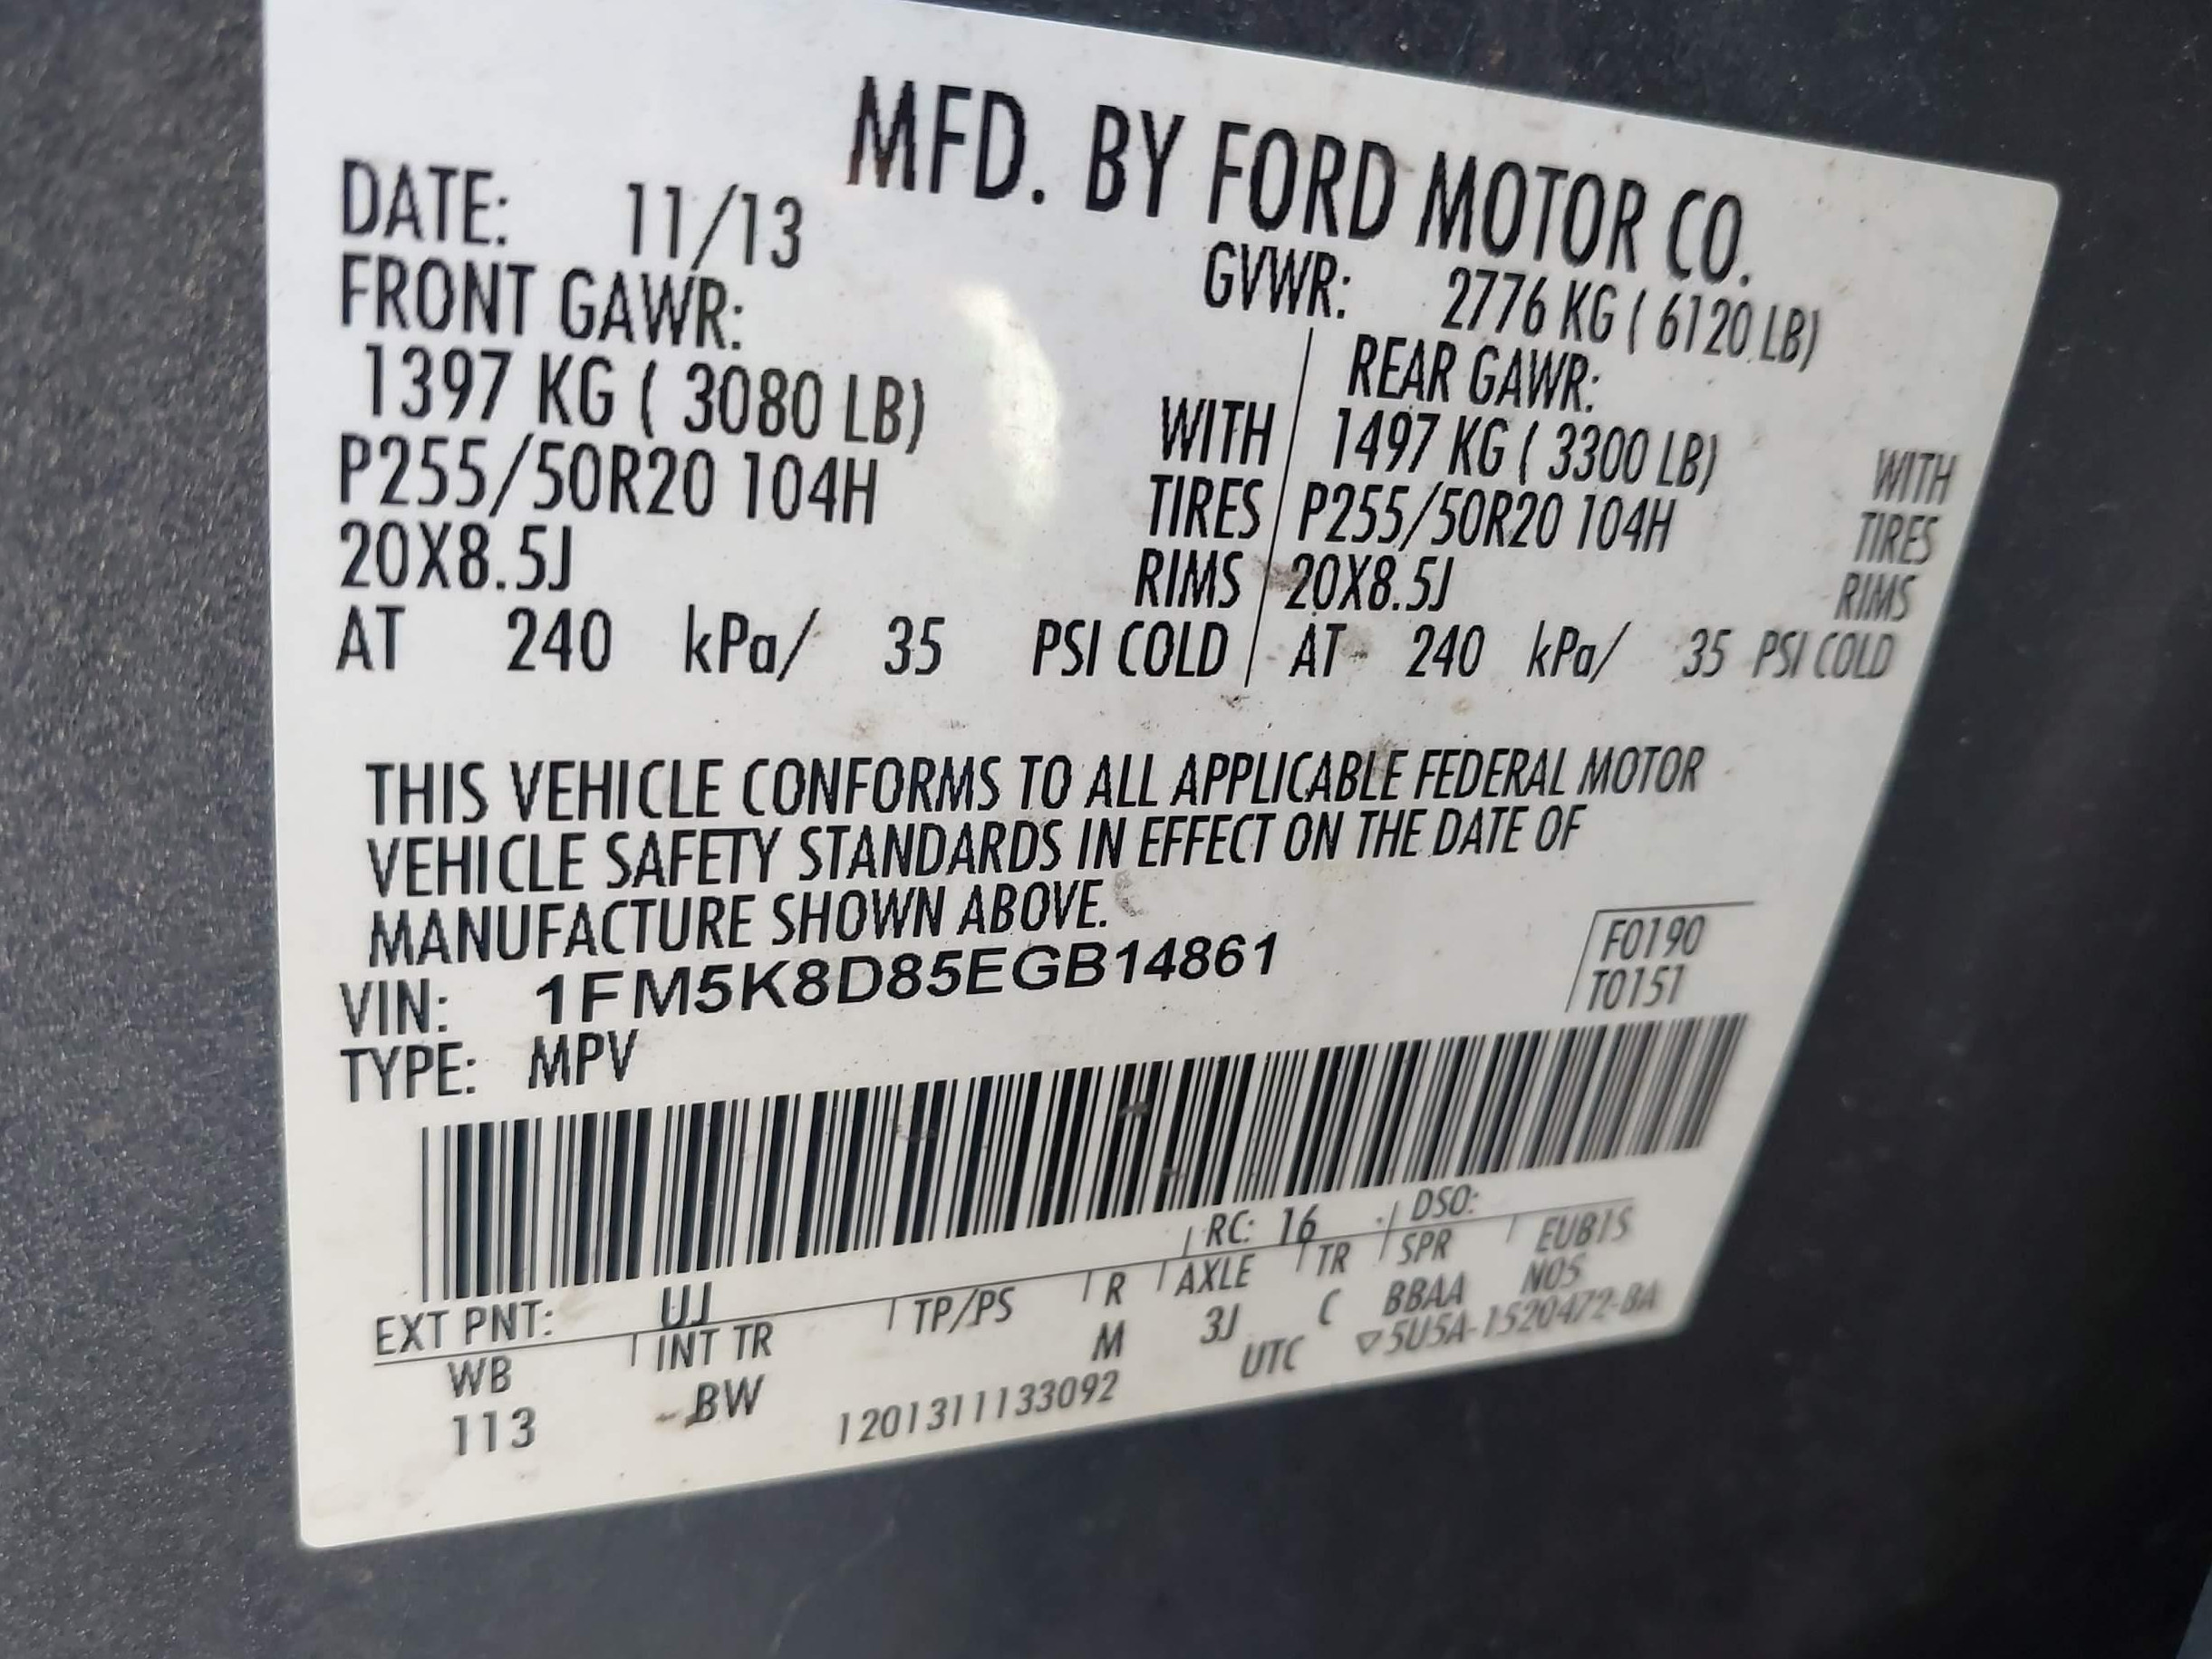 MFD. BY FORD MOTOR CO.
DATE: 11/13 GVWR: 2776 KG ( 6120 LB)
FRONT GAWR: REAR GAWR:
1397 KG ( 3080 LB) WITH 1497 KG ( 3300 LB) WITH
P255/50R20 104H TIRES P255/50R20 104H TIRES
20X8.5J RIMS 20X8.5J RIMS
AT 240 kPa/ 35 PSI COLD AT 240 kPa/ 35 PSI COLD
THIS VEHICLE CONFORMS TO ALL APPLICABLE FEDERAL MOTOR
VEHICLE SAFETY STANDARDS IN EFFECT ON THE DATE OF
MANUFACTURE SHOWN ABOVE.
VIN: 1FM5K8D85EGB14861 F0190
TYPE: MPV T0151
EXT PNT: UJ RC: 16 DSO:
WB INT TR TP/PS R AXLE TR SPR EUB1S
113 BW M 3J C BBAA N05
1201311133092 UTC ▽5U5A-1520472-BA